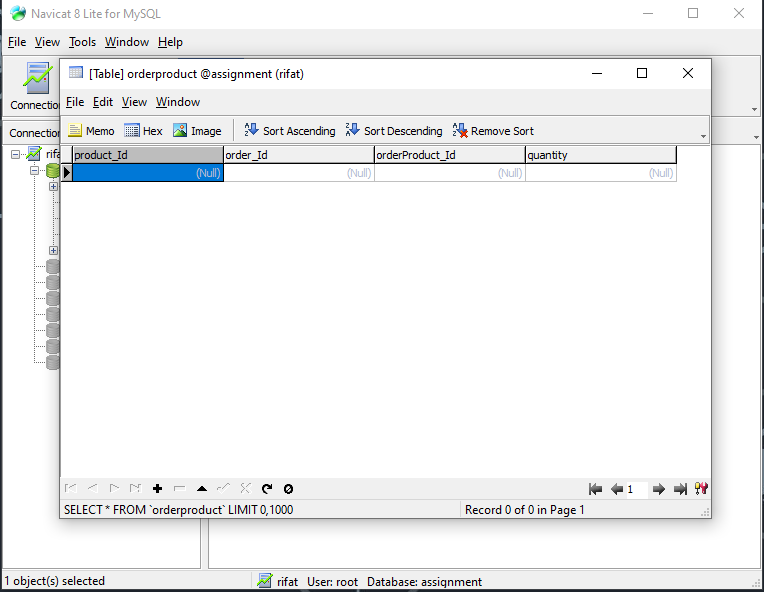 Navicat 8 Lite for MySQL
File View Tools Window Help
Connection
[Table] orderproduct @assignment (rifat)
File Edit View Window
Memo Hex Image Sort Ascending Sort Descending Remove Sort
product_Id order_Id orderProduct_Id quantity
(Null) (Null) (Null) (Null)
Connection
rifa
1
SELECT * FROM `orderproduct` LIMIT 0,1000 Record 0 of 0 in Page 1
1 object(s) selected rifat User: root Database: assignment